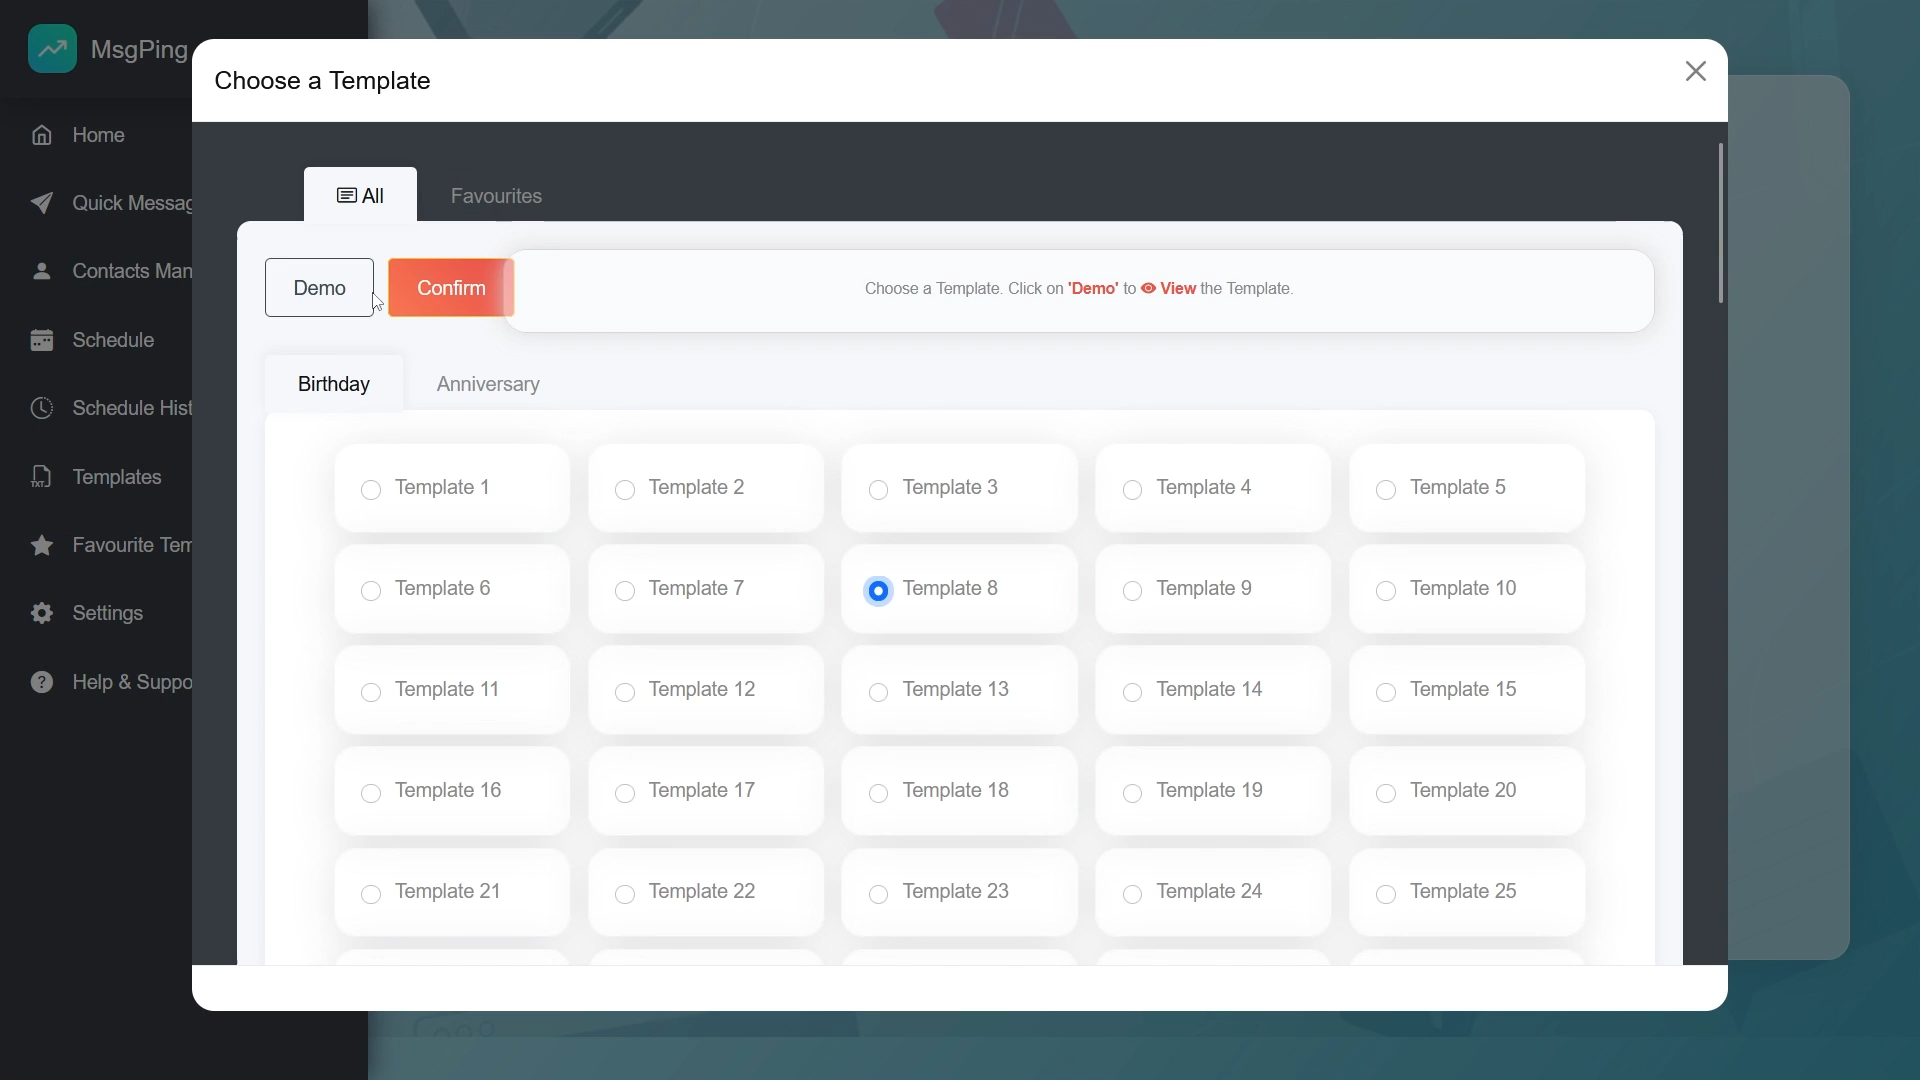 MsgPing
Choose a Template
Home
Quick Messag
Contacts Man
Schedule
Schedule Hist
Templates
Favourite Tem
Settings
Help & Suppo
All
Favourites
Demo
Confirm
Choose a Template. Click on 'Demo' to View the Template.
Birthday
Anniversary
Template 1
Template 2
Template 3
Template 4
Template 5
Template 6
Template 7
Template 8
Template 9
Template 10
Template 11
Template 12
Template 13
Template 14
Template 15
Template 16
Template 17
Template 18
Template 19
Template 20
Template 21
Template 22
Template 23
Template 24
Template 25